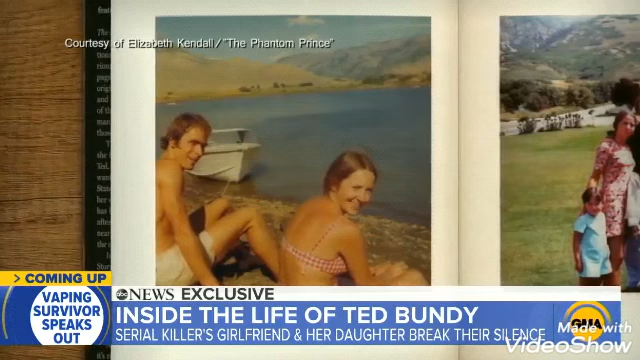 Courtesy of Elizabeth Kendall/"The Phantom Prince"
COMING UP
VAPING
SURVIVOR
SPEAKS
OUT
abc NEWS EXCLUSIVE
INSIDE THE LIFE OF TED BUNDY
SERIAL KILLER'S GIRLFRIEND & HER DAUGHTER BREAK THEIR SILENCE
GMA
Made with
VideoShow